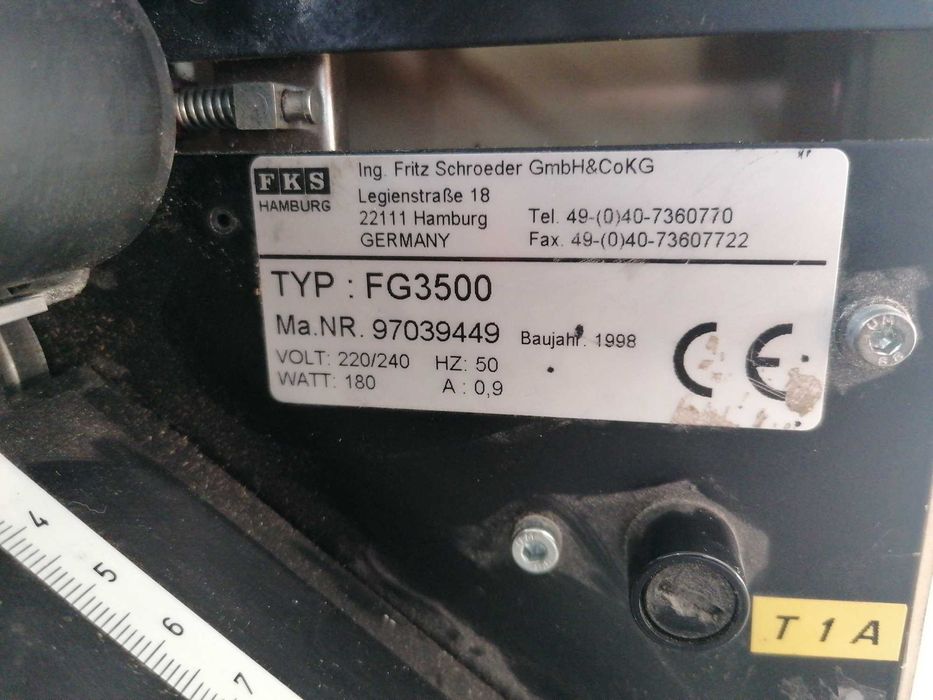 FKS
HAMBURG
Ing. Fritz Schroeder GmbH&CoKG
Legienstraße 18
22111 Hamburg
GERMANY
Tel. 49-(0)40-7360770
Fax. 49-(0)40-73607722
TYP : FG3500
Ma.NR. 97039449
Baujahr. 1998
VOLT: 220/240 HZ: 50
WATT: 180 A: 0,9
CE
4
5
6
7
T1A